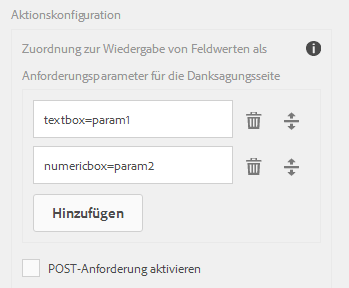 Aktionskonfiguration
Zuordnung zur Wiedergabe von Feldwerten als
Anforderungsparameter für die Danksagungsseite
textbox=param1
numericbox=param2
Hinzufügen
POST-Anforderung aktivieren